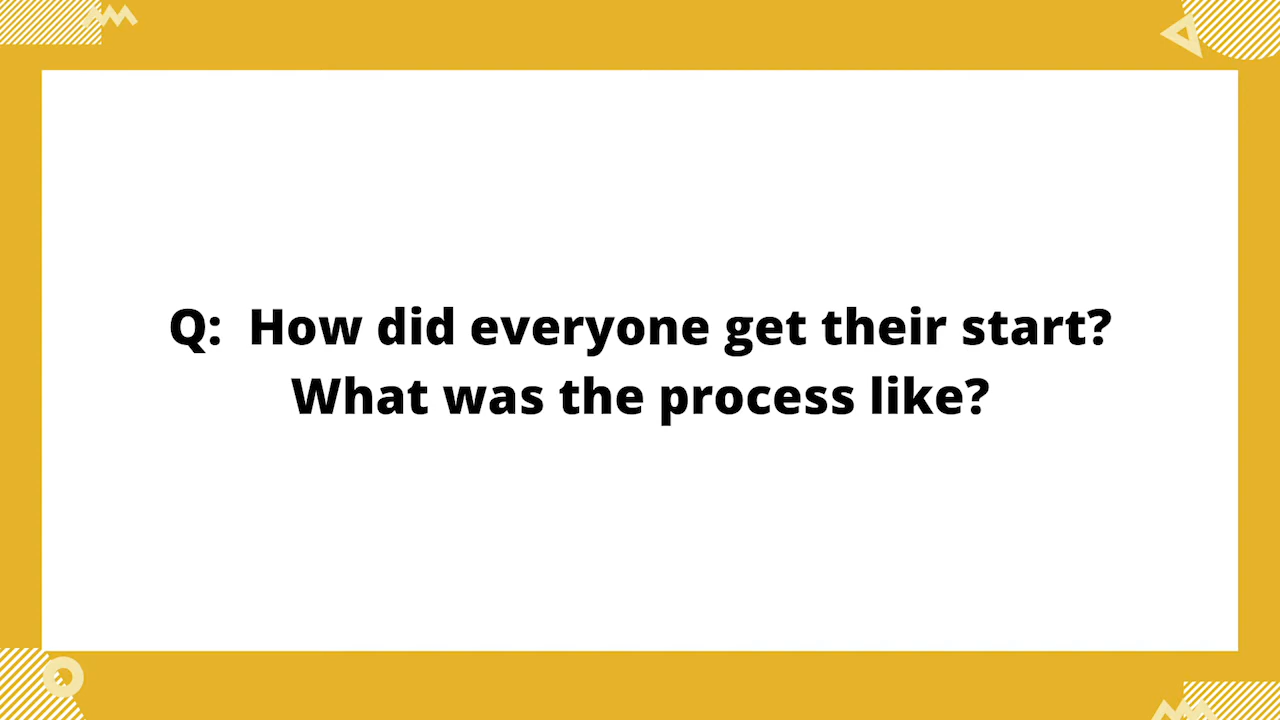 Q:  How did everyone get their start?
What was the process like?